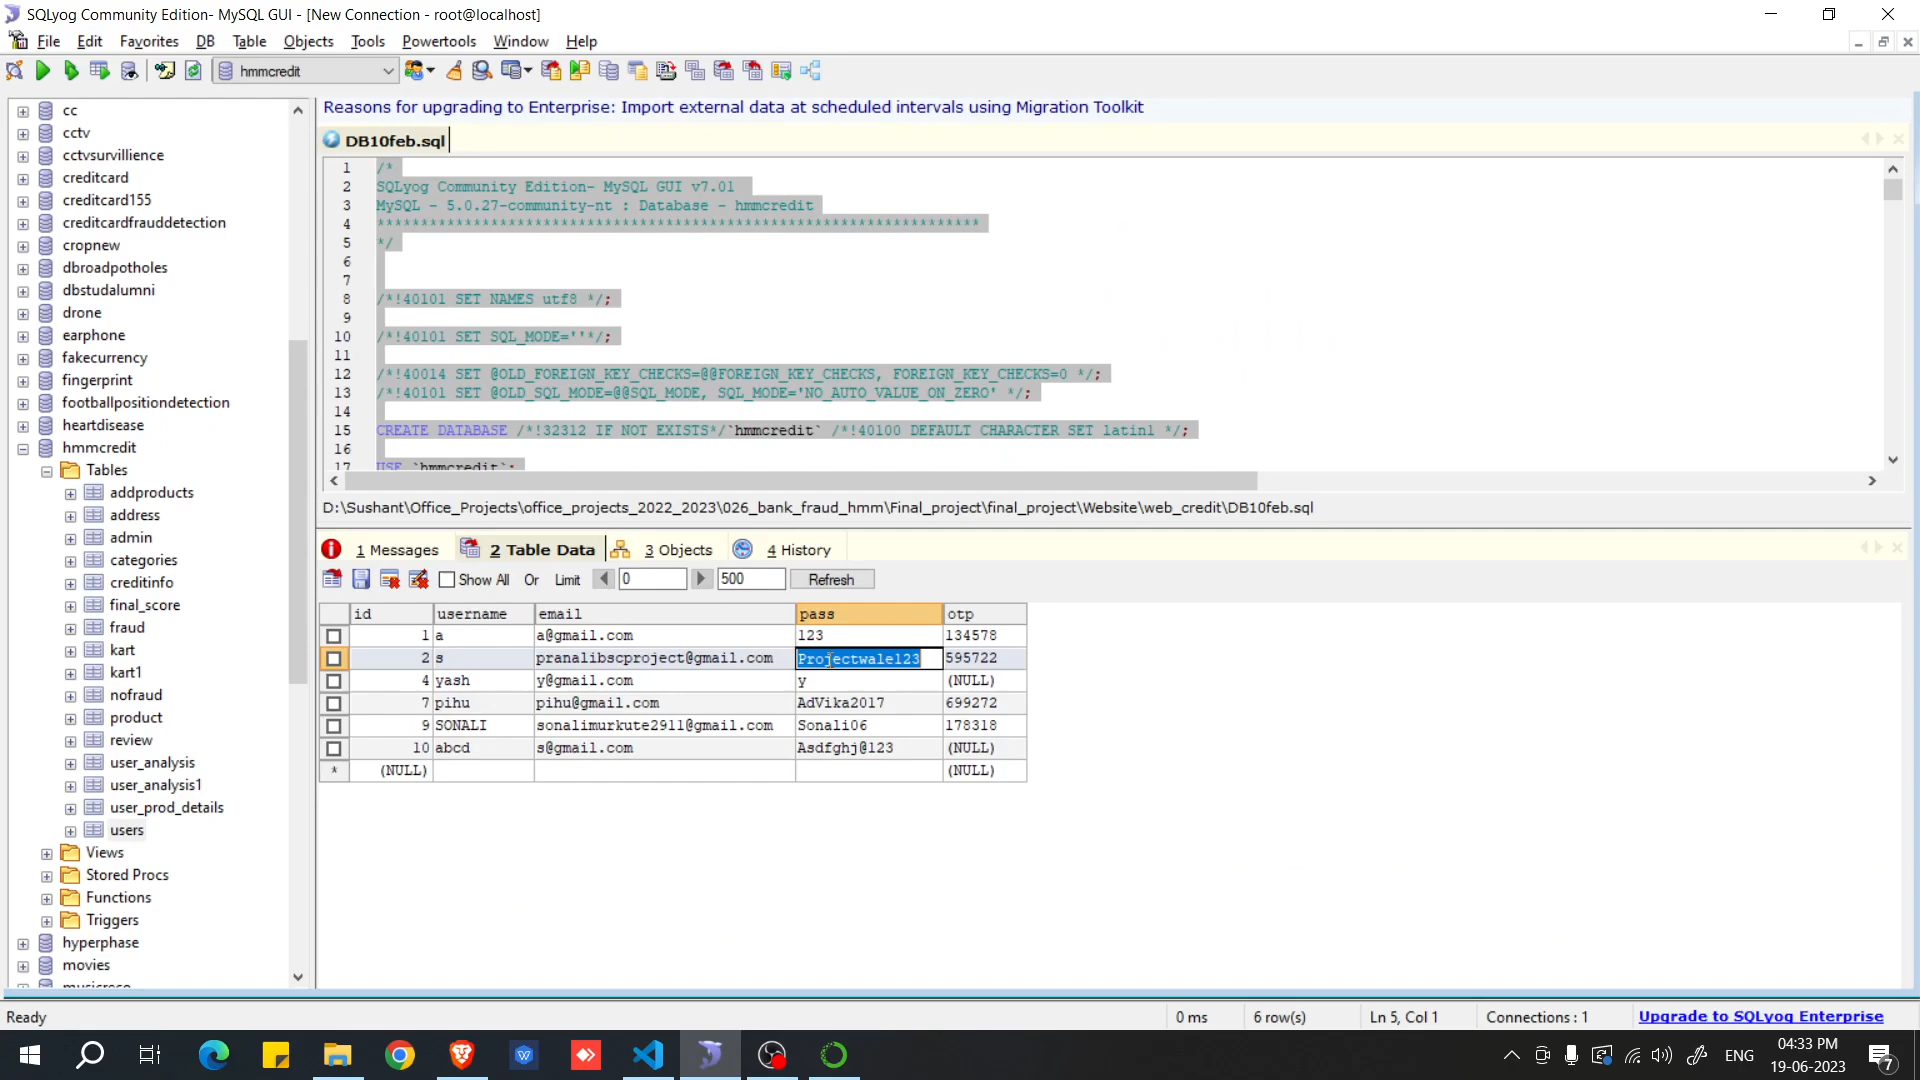 SQLyog Community Edition- MySQL GUI - [New Connection - root@localhost]
File Edit Favorites DB Table Objects Tools Powertools Window Help
hmmcredit
Reasons for upgrading to Enterprise: Import external data at scheduled intervals using Migration Toolkit
DB10feb.sql
cc
cctv
cctvsurvillience
creditcard
creditcard155
creditcardfrauddetection
cropnew
dbroadpotholes
dbstudalumni
drone
earphone
fakecurrency
fingerprint
footballpositiondetection
heartdisease
hmmcredit
Tables
addproducts
address
admin
categories
creditinfo
final_score
fraud
kart
kart1
nofraud
product
review
user_analysis
user_analysis1
user_prod_details
users
Views
Stored Procs
Functions
Triggers
hyperphase
movies
1 /*
2 SQLyog Community Edition- MySQL GUI v7.01
3 MySQL - 5.0.27-community-nt : Database - hmmcredit
4 *********************************************************************
5 */
6
7
8 /*!40101 SET NAMES utf8 */;
9
10 /*!40101 SET SQL_MODE=''*/;
11
12 /*!40014 SET @OLD_FOREIGN_KEY_CHECKS=@@FOREIGN_KEY_CHECKS, FOREIGN_KEY_CHECKS=0 */;
13 /*!40101 SET @OLD_SQL_MODE=@@SQL_MODE, SQL_MODE='NO_AUTO_VALUE_ON_ZERO' */;
14
15 CREATE DATABASE /*!32312 IF NOT EXISTS*/`hmmcredit` /*!40100 DEFAULT CHARACTER SET latin1 */;
16
17 USE `hmmcredit`;
D:\Sushant\Office_Projects\office_projects_2022_2023\026_bank_fraud_hmm\Final_project\final_project\Website\web_credit\DB10feb.sql
1 Messages 2 Table Data 3 Objects 4 History
Show All Or Limit 0 500 Refresh
id username email pass otp
1 a a@gmail.com 123 134578
2 s pranalibscproject@gmail.com Projectwale123 595722
4 yash y@gmail.com y (NULL)
7 pihu pihu@gmail.com AdVika2017 699272
9 SONALI sonalimurkute2911@gmail.com Sonali06 178318
10 abcd s@gmail.com Asdfghj@123 (NULL)
* (NULL) (NULL)
Ready 0 ms 6 row(s) Ln 5, Col 1 Connections : 1 Upgrade to SQLyog Enterprise
ENG 04:33 PM
19-06-2023 7